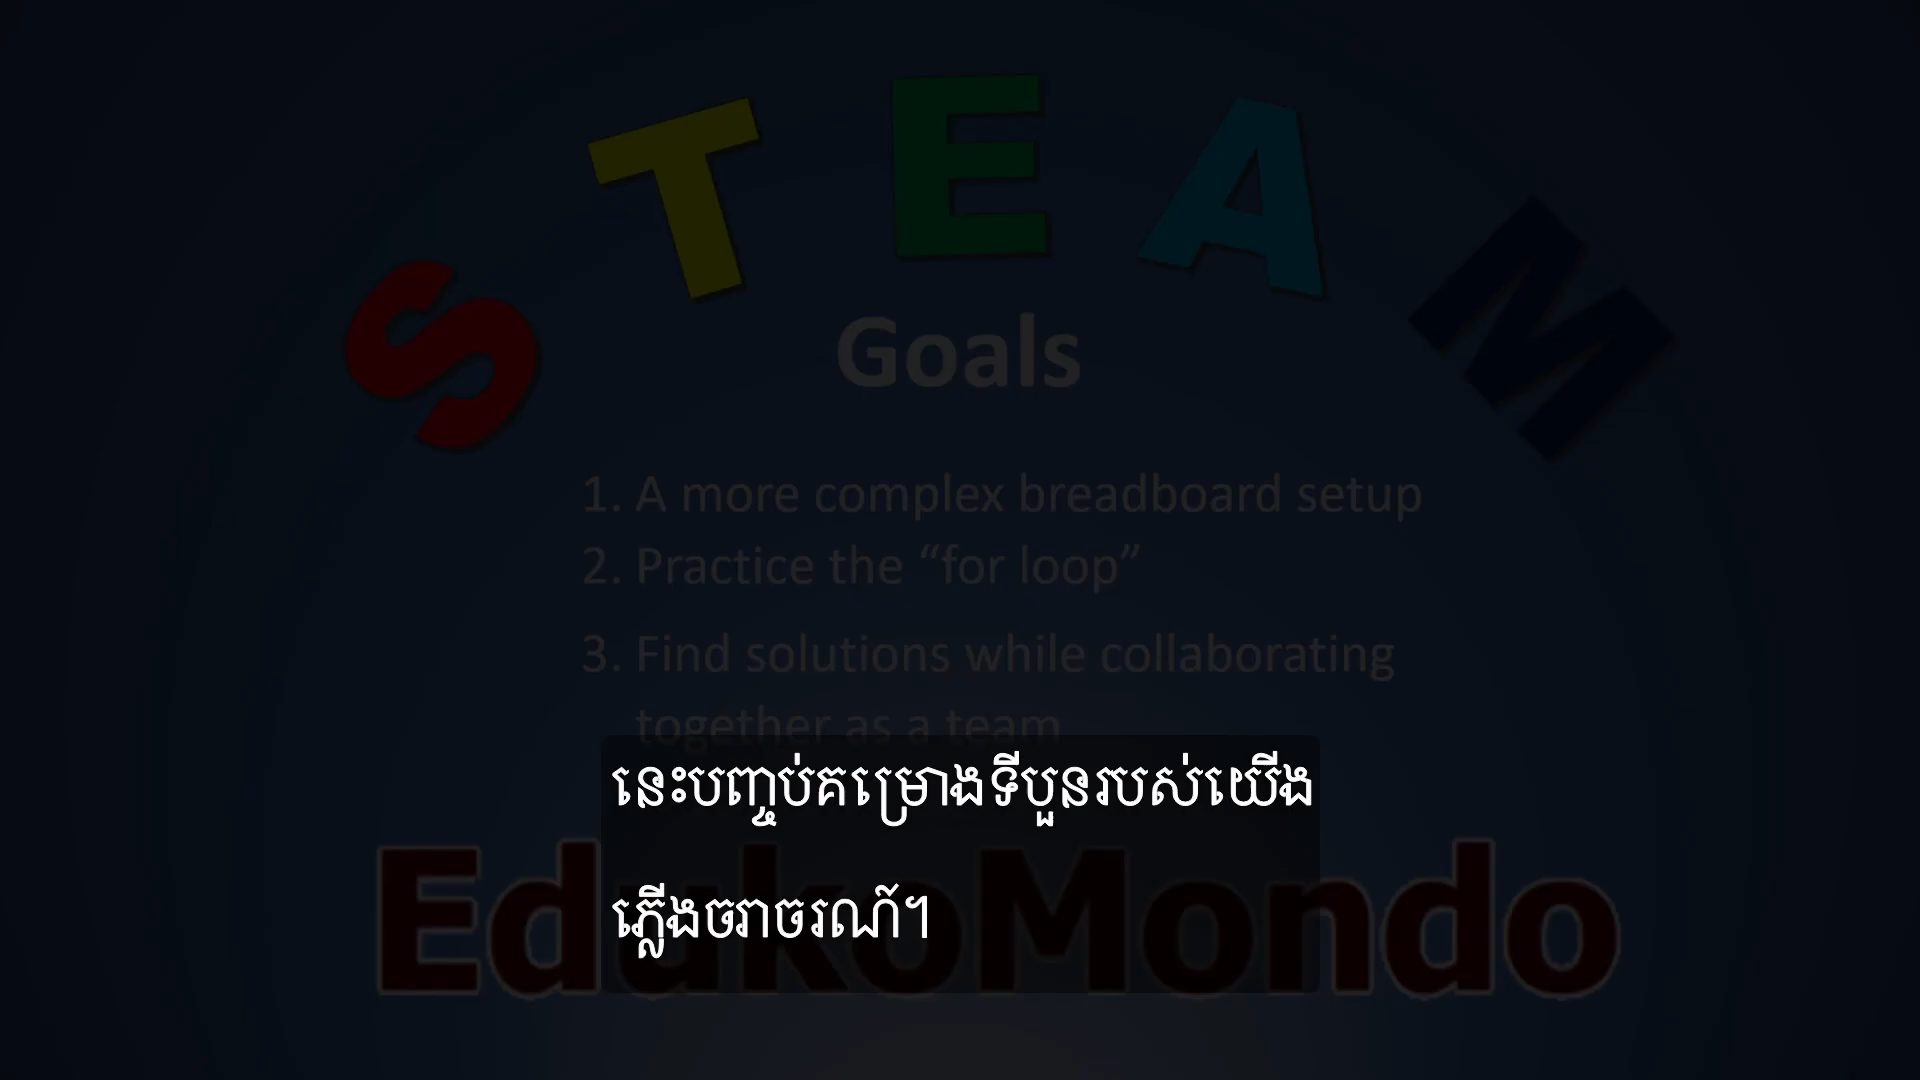 STEAM
Goals
1. A more complex breadboard setup
2. Practice the “for loop”
3. Find solutions while collaborating
together as a team
នេះបញ្ចប់គម្រោងទីបួនរបស់យើង
ភ្លើងចរាចរណ៍។
EdukoMondo